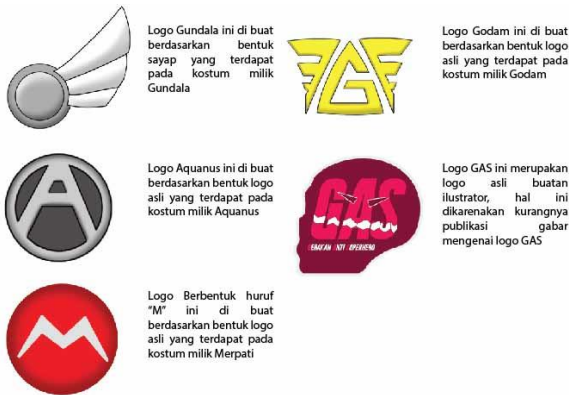 Logo Gundala ini di buat
berdasarkan bentuk
sayap yang terdapat
pada kostum milik
Gundala
Logo Godam ini di buat
berdasarkan bentuk logo
asli yang terdapat pada
kostum milik Godam
G
Logo Aquanus ini di buat
berdasarkan bentuk logo
asli yang terdapat pada
kostum milik Aquanus
A
GAS
Logo GAS ini merupakan
logo asli buatan
ilustrator, hal ini
dikarenakan kurangnya
publikasi gabar
mengenai logo GAS
Logo Berbentuk huruf
"M" ini di buat
berdasarkan bentuk logo
asli yang terdapat pada
kostum milik Merpati
M